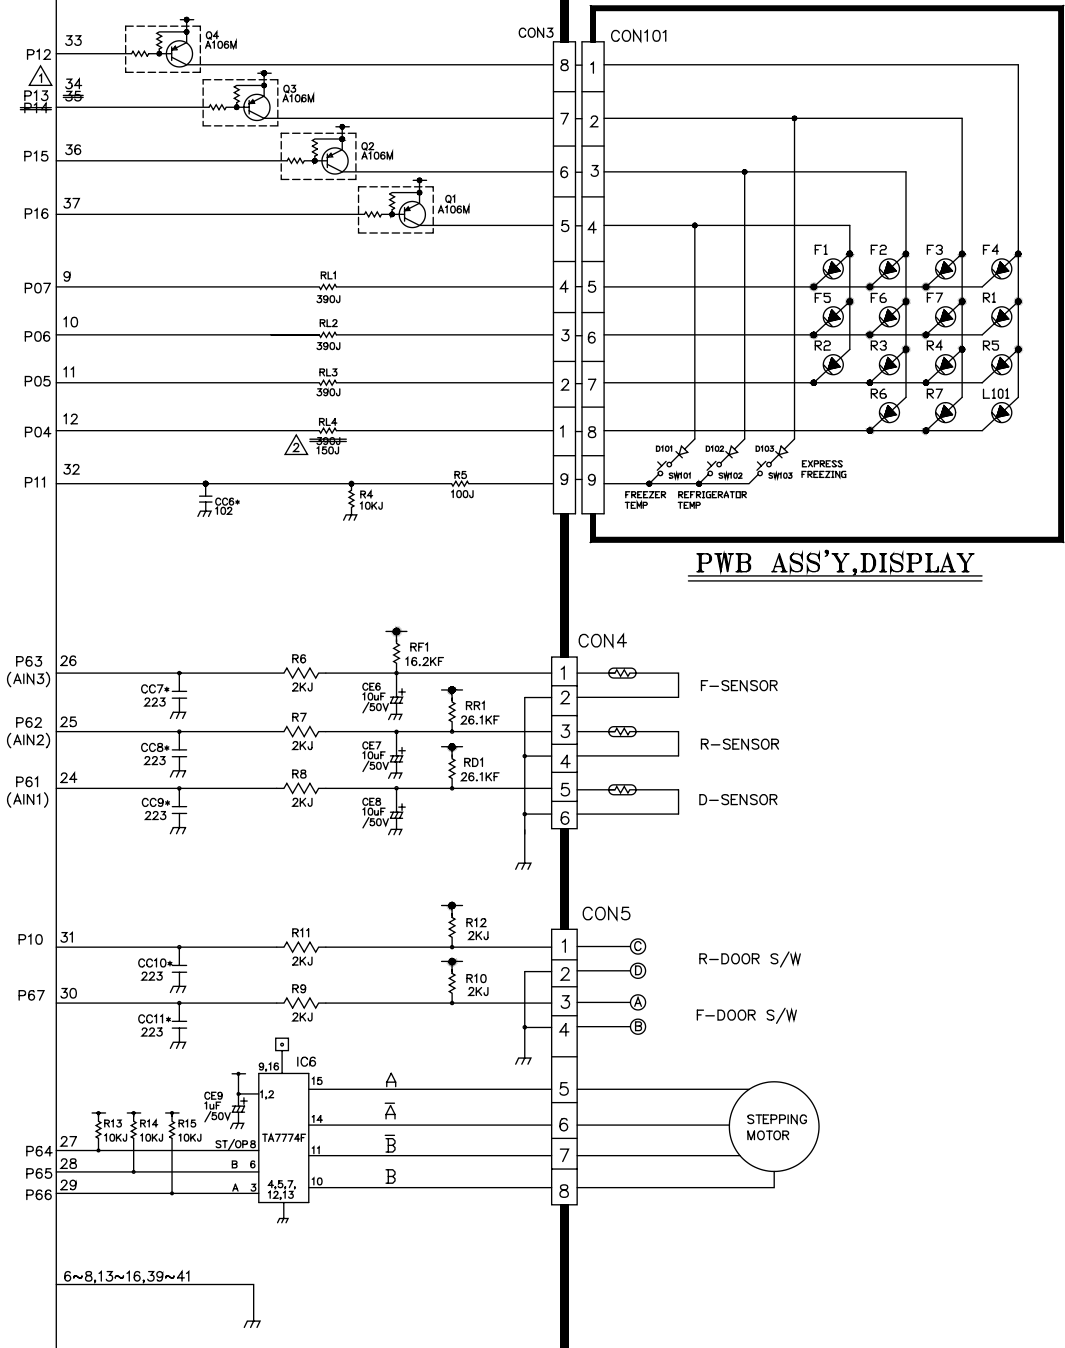 P12 33 Q4 A106M CON3 CON101
8 1
1 34
P13 35 Q3 A106M
P14
7 2
P15 36 Q2 A106M
6 3
P16 37 Q1 A106M
5 4
F1 F2 F3 F4
P07 9 RL1 390J 4 5
F5 F6 F7 R1
P06 10 RL2 390J 3 6
R2 R3 R4 R5
P05 11 RL3 390J 2 7
R6 R7 L101
P04 12 RL4 390J 1 8
2 150J
D101 D102 D103
SW101 SW102 SW103
EXPRESS
FREEZING
P11 32 R5 100J 9 9
CC6* 102 R4 10KJ
FREEZER REFRIGERATOR
TEMP TEMP
PWB ASS'Y,DISPLAY
CON4
RF1 16.2KF
P63 26 R6 2KJ 1
(AIN3)
CC7* 223 CE6 10uF /50V 2
F-SENSOR
RR1 26.1KF
P62 25 R7 2KJ 3
(AIN2)
CC8* 223 CE7 10uF /50V 4
R-SENSOR
RD1 26.1KF
P61 24 R8 2KJ 5
(AIN1)
CC9* 223 CE8 10uF /50V 6
D-SENSOR
CON5
R12 2KJ
P10 31 R11 2KJ 1 C
CC10* 223 2 D
R-DOOR S/W
R10 2KJ
P67 30 R9 2KJ 3 A
CC11* 223 4 B
F-DOOR S/W
9,16 IC6
CE9 1uF /50V
1,2 15 A 5
R13 10KJ R14 10KJ R15 10KJ
TA7774F 14 A̅ 6
STEPPING
MOTOR
P64 27 ST/OP 8 11 B̅ 7
P65 28 B 6
P66 29 A 3 4,5,7, 12,13 10 B 8
6~8,13~16,39~41